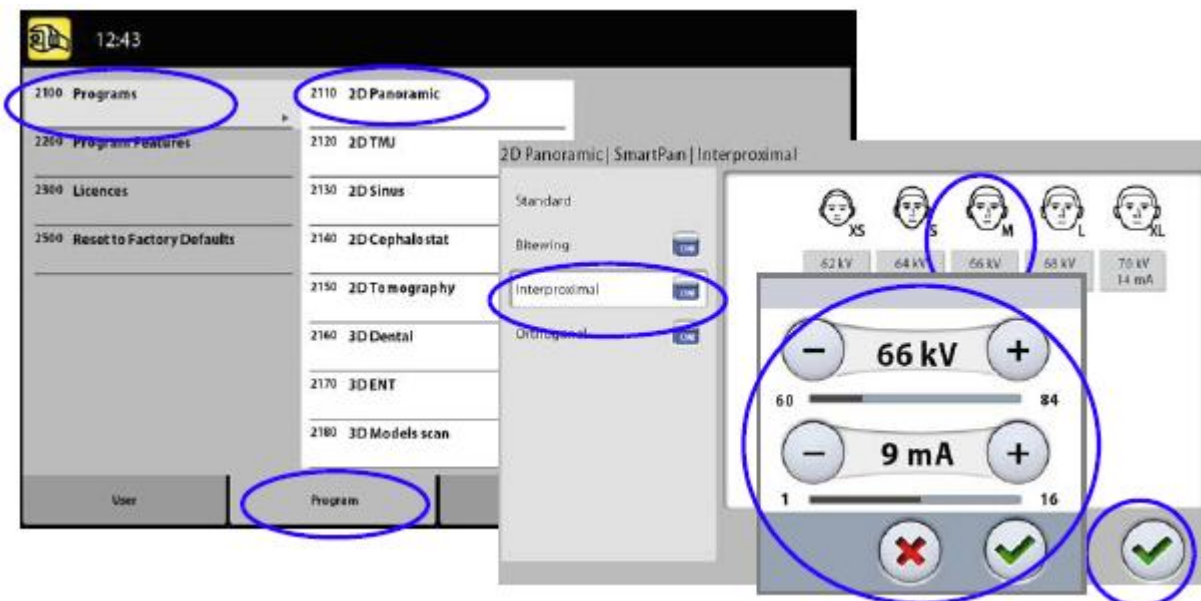 12:43
2100 Programs
2200 Program Features
2300 Licences
2500 Reset to Factory Defaults
2110 2D Panoramic
2120 2D TMJ
2130 2D Sinus
2140 2D Cephalostat
2150 2D Tomography
2160 3D Dental
2170 3D ENT
2180 3D Models scan
User
Program
2D Panoramic | SmartPan | Interproximal
Standard
Bitewing
Interproximal
Orthogonal
XS
S
M
L
XL
62 kV
64 kV
66 kV
68 kV
70 kV
14 mA
66 kV
60
84
9 mA
1
16